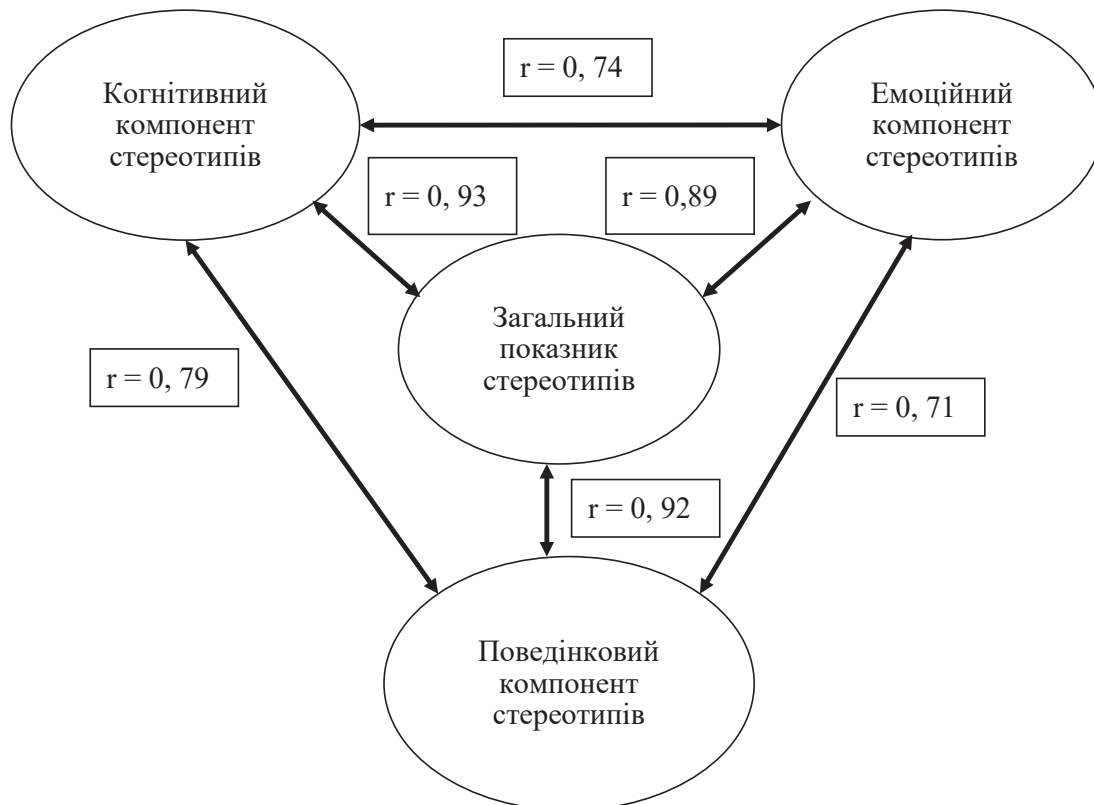 Когнітивний
компонент
стереотипів
r = 0, 74
Емоційний
компонент
стереотипів
r = 0, 93
r = 0,89
Загальний
показник
стереотипів
r = 0, 79
r = 0, 71
r = 0, 92
Поведінковий
компонент
стереотипів